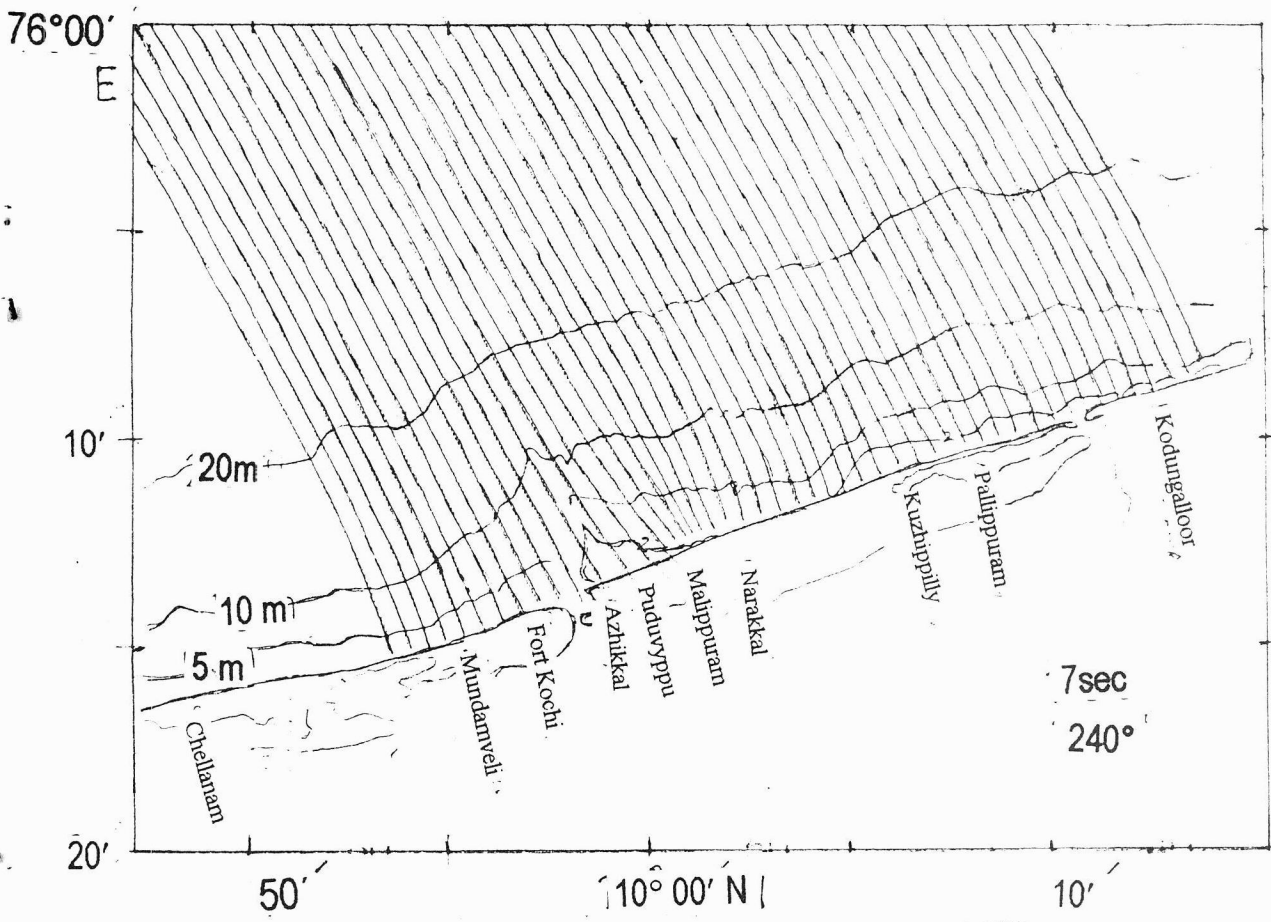 76°00'
E
20m
10'
10 m
5 m
Kodungalloor
Pallippuram
Kuzhippilly
Narakkal
Malippuram
Puduvyppu
Azhikkal
Fort Kochi
Mundamveli
Chellanam
7sec
240°
20'
50' 10° 00' N 10'